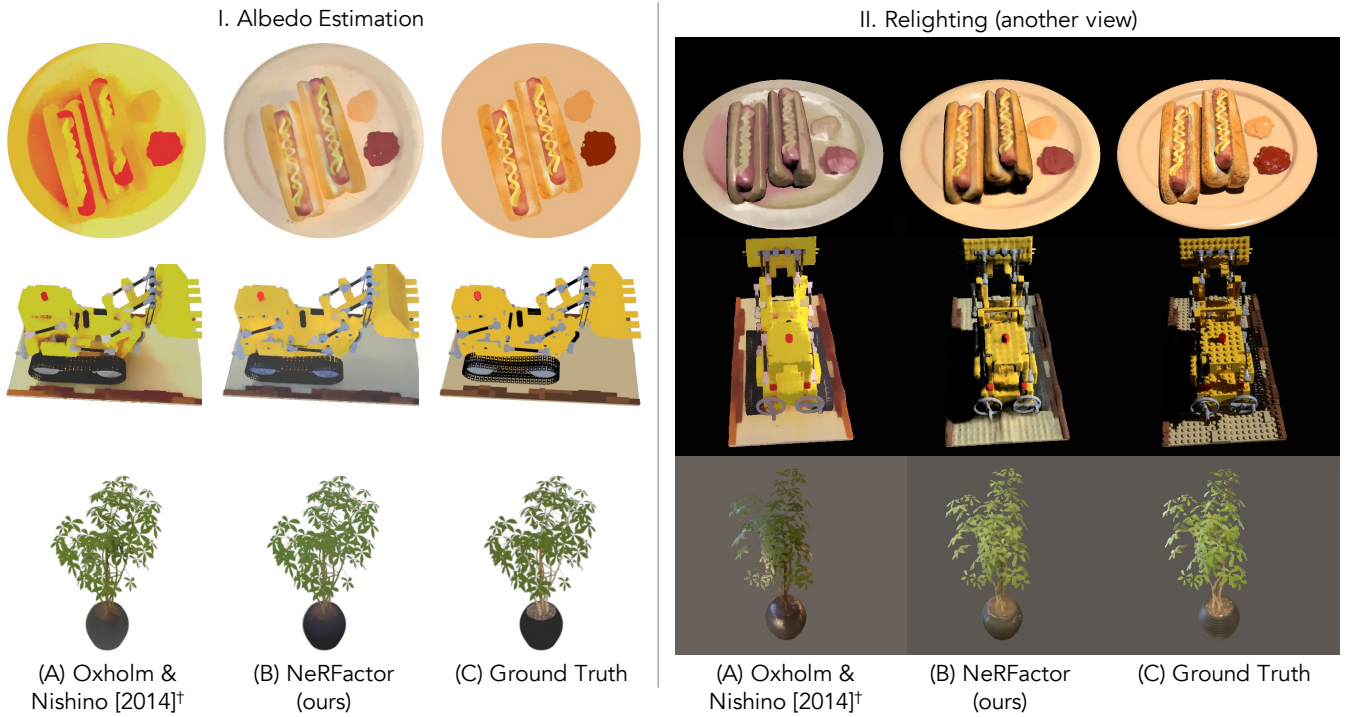 I. Albedo Estimation
II. Relighting (another view)
(A) Oxholm &
Nishino [2014]†
(B) NeRFactor
(ours)
(C) Ground Truth
(A) Oxholm &
Nishino [2014]†
(B) NeRFactor
(ours)
(C) Ground Truth